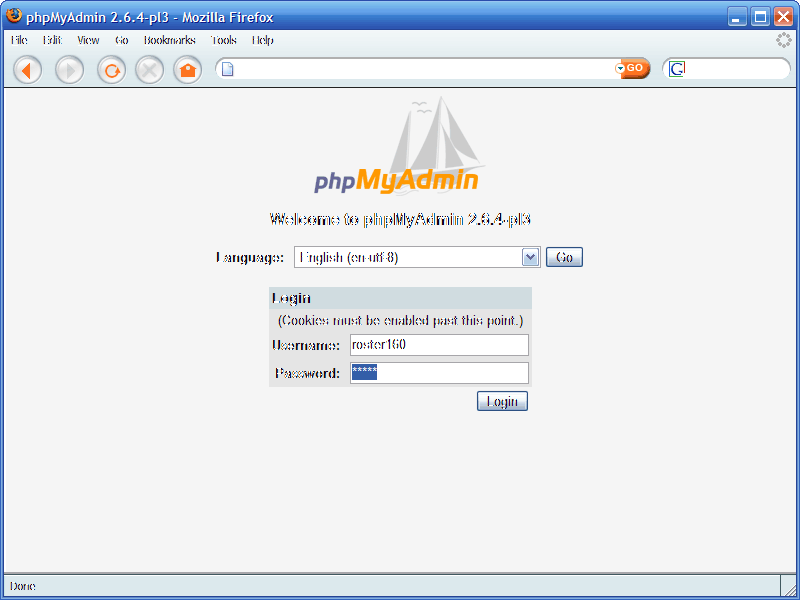 phpMyAdmin 2.6.4-pl3 - Mozilla Firefox
File Edit View Go Bookmarks Tools Help
GO G
phpMyAdmin
Welcome to phpMyAdmin 2.6.4-pl3
Language: English (en-utf-8) Go
Login
(Cookies must be enabled past this point.)
Username: roster160
Password: *****
Login
Done